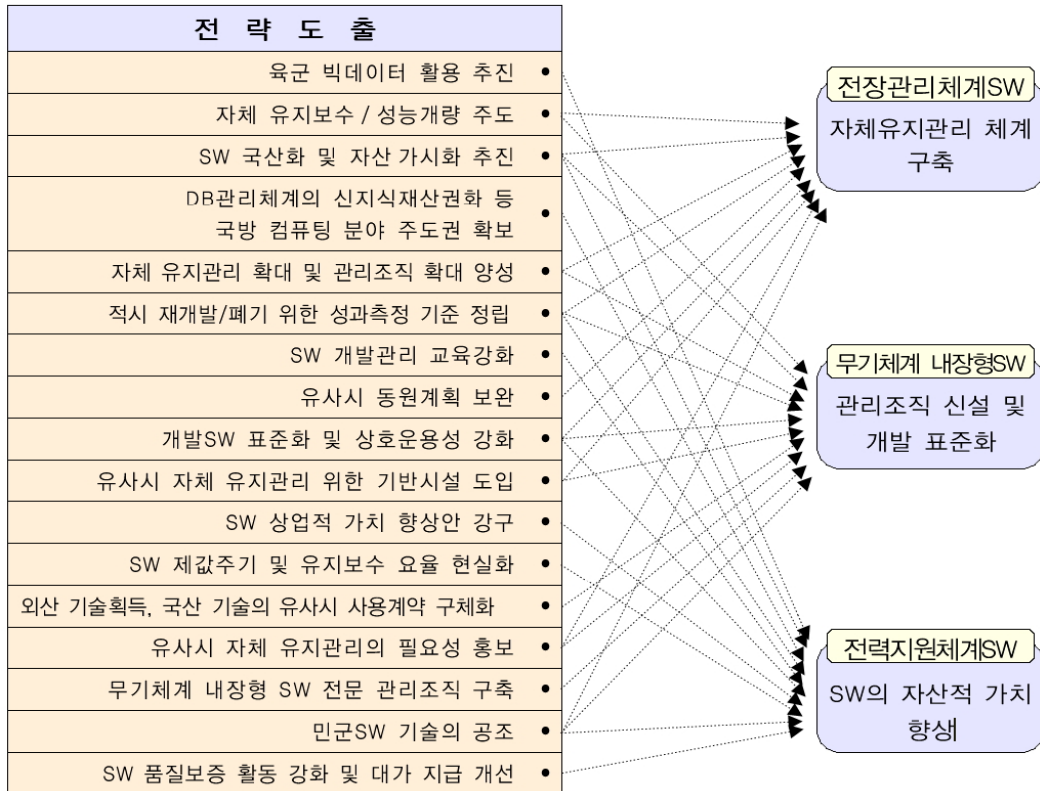 전 략 도 출
육군 빅데이터 활용 추진 •
자체 유지보수 / 성능개량 주도 •
SW 국산화 및 자산 가시화 추진 •
DB관리체계의 신지식재산권화 등
국방 컴퓨팅 분야 주도권 확보 •
자체 유지관리 확대 및 관리조직 확대 양성 •
적시 재개발/폐기 위한 성과측정 기준 정립 •
SW 개발관리 교육강화 •
유사시 동원계획 보완 •
개발SW 표준화 및 상호운용성 강화 •
유사시 자체 유지관리 위한 기반시설 도입 •
SW 상업적 가치 향상안 강구 •
SW 제값주기 및 유지보수 요율 현실화 •
외산 기술획득, 국산 기술의 유사시 사용계약 구체화 •
유사시 자체 유지관리의 필요성 홍보 •
무기체계 내장형 SW 전문 관리조직 구축 •
민군SW 기술의 공조 •
SW 품질보증 활동 강화 및 대가 지급 개선 •
전장관리체계SW
자체유지관리 체계
구축
무기체계 내장형SW
관리조직 신설 및
개발 표준화
전력지원체계SW
SW의 자산적 가치
향상